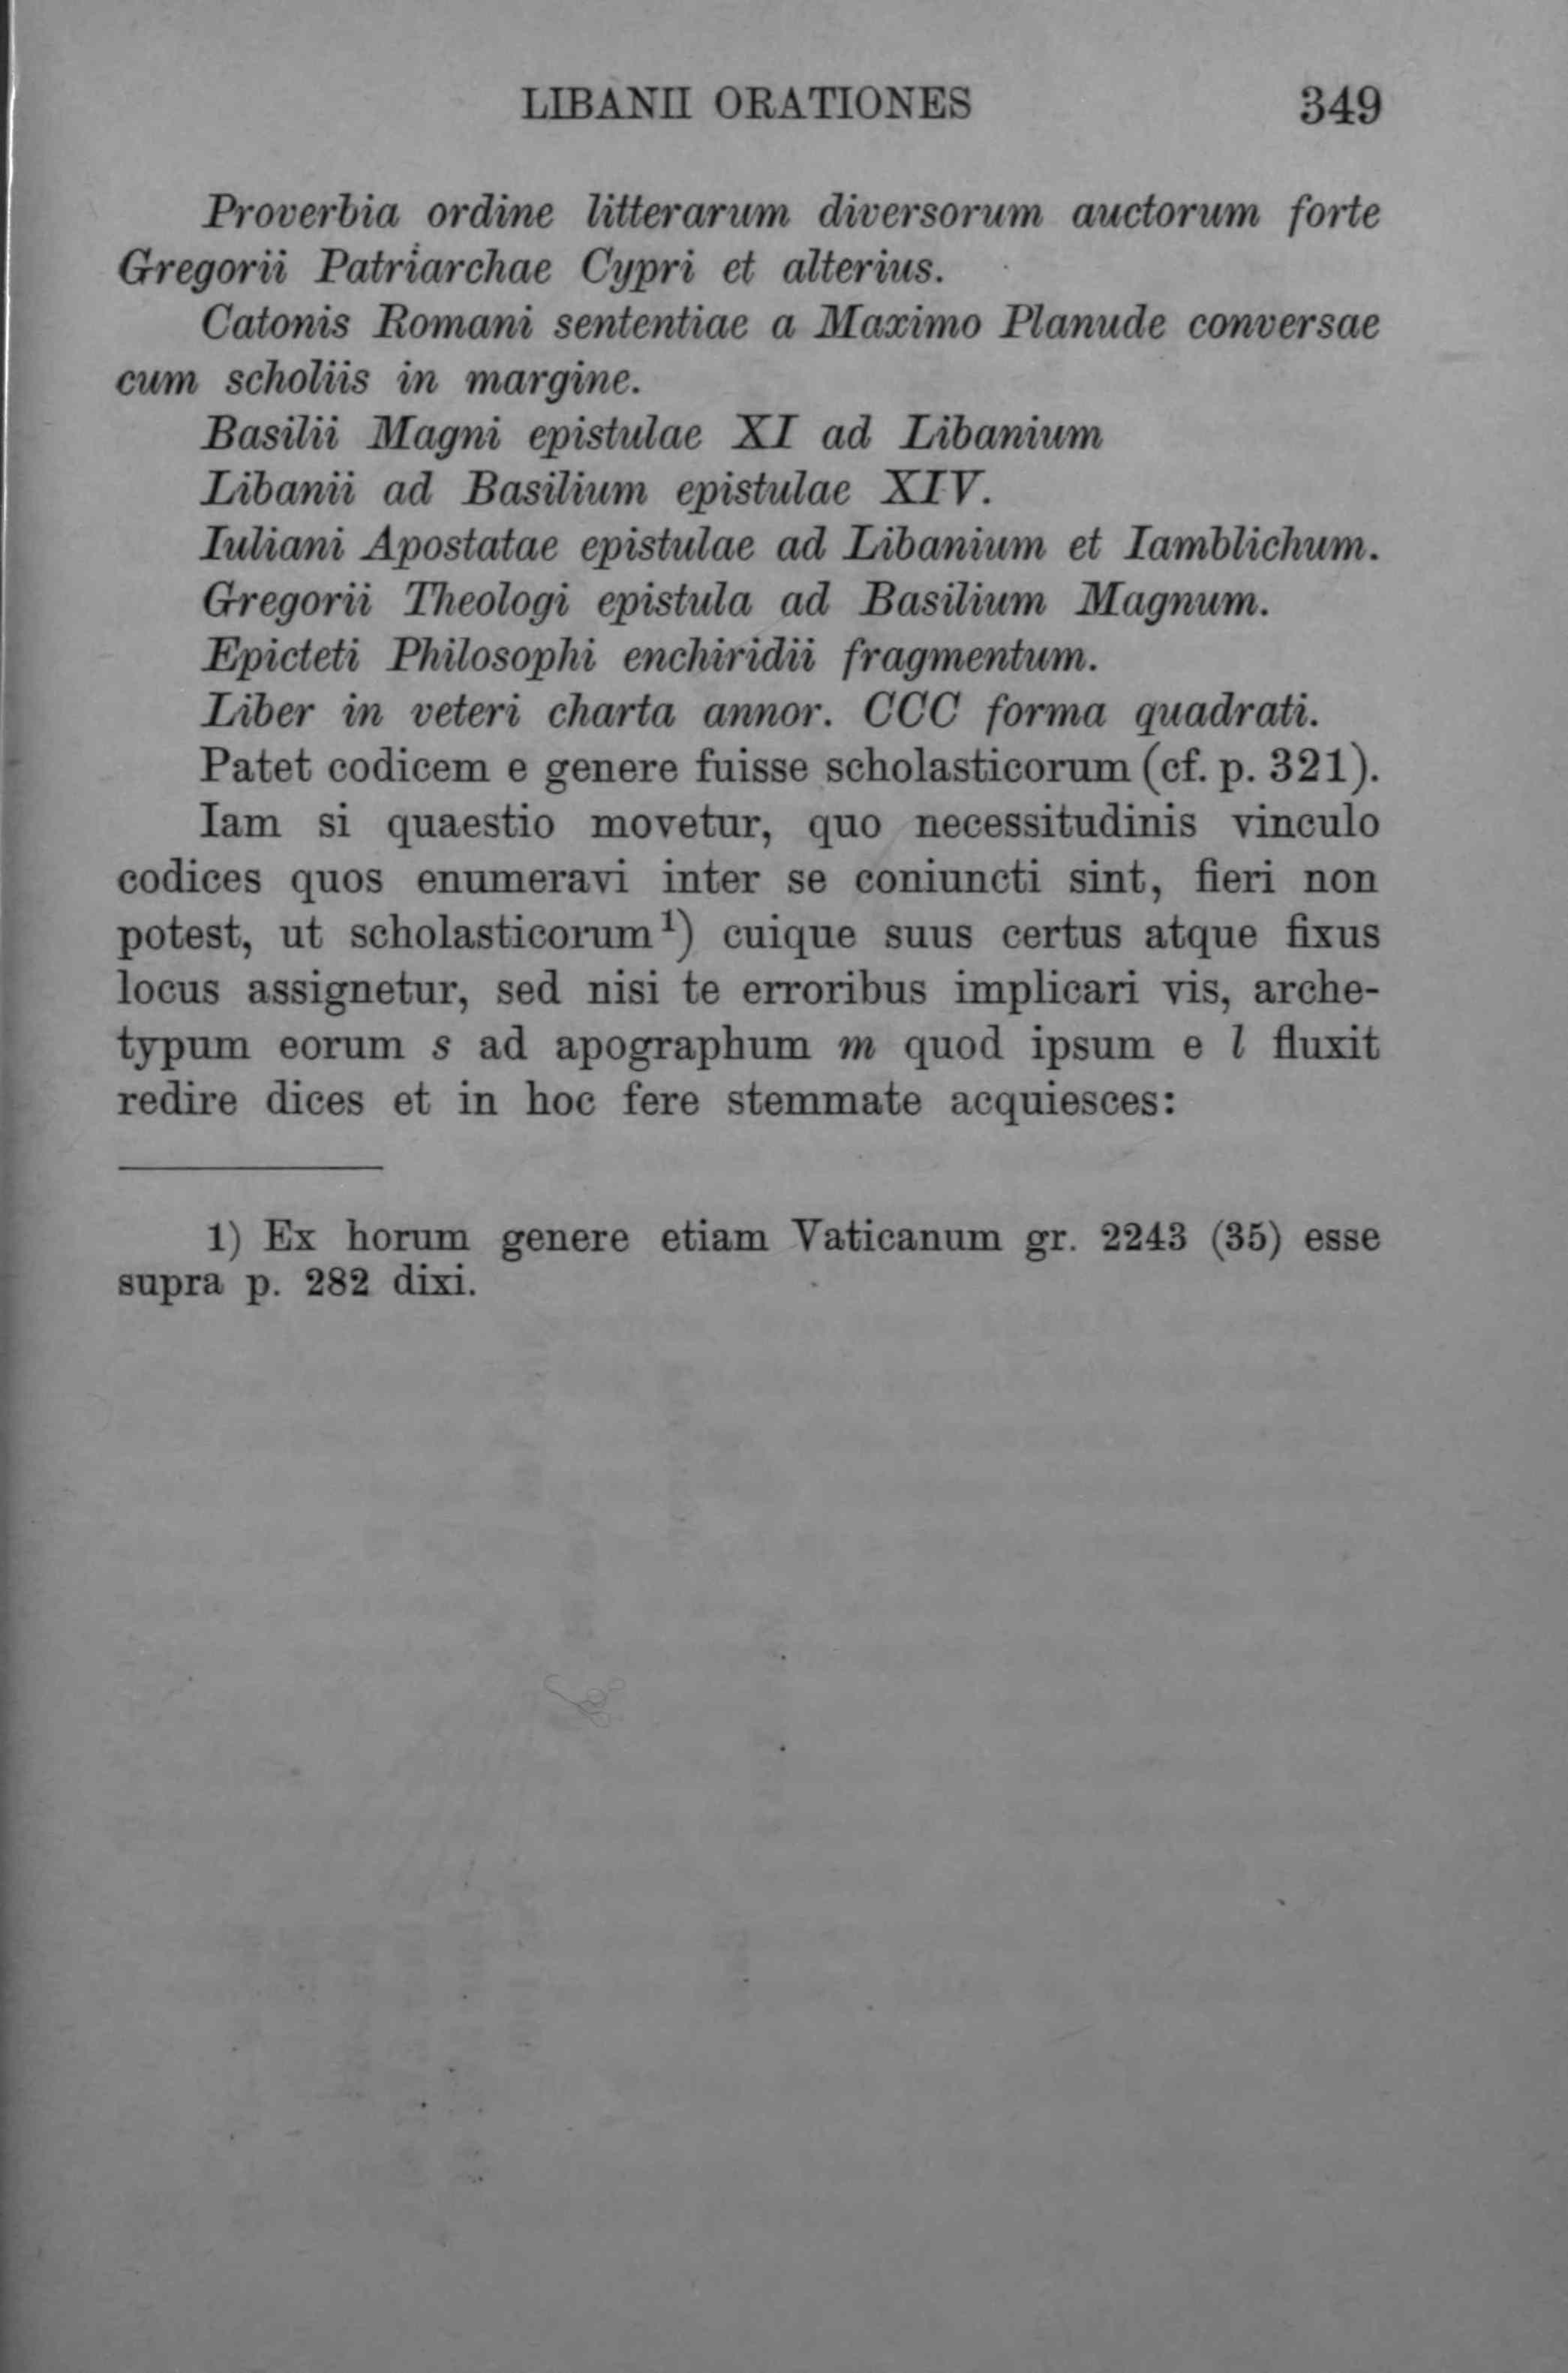 LIBANII ORATIONES 349
Proverbia ordine litterarum diversorum auctorum forte
Gregorii Patriarchae Cypri et alterius.
Catonis Romani sententiae a Maximo Planude conversae
cum scholiis in margine.
Basilii Magni epistulae XI ad Libanium
Libanii ad Basilium epistulae XIV.
Iuliani Apostatae epistulae ad Libanium et Iamblichum.
Gregorii Theologi epistula ad Basilium Magnum.
Epicteti Philosophi enchiridii fragmentum.
Liber in veteri charta annor. CCC forma quadrati.
Patet codicem e genere fuisse scholasticorum (cf. p. 321).
Iam si quaestio movetur, quo necessitudinis vinculo
codices quos enumeravi inter se coniuncti sint, fieri non
potest, ut scholasticorum¹) cuique suus certus atque fixus
locus assignetur, sed nisi te erroribus implicari vis, arche-
typum eorum s ad apographum m quod ipsum e l fluxit
redire dices et in hoc fere stemmate acquiesces:
1) Ex horum genere etiam Vaticanum gr. 2243 (35) esse
supra p. 282 dixi.